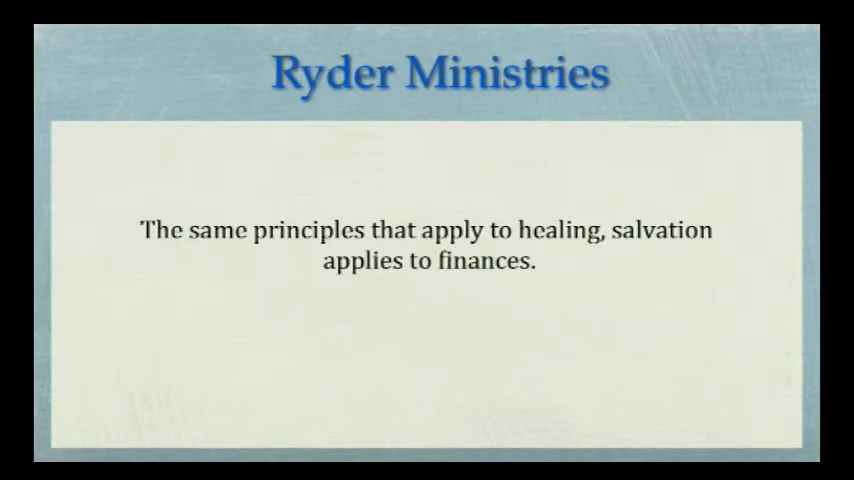 Ryder Ministries
The same principles that apply to healing, salvation
applies to finances.